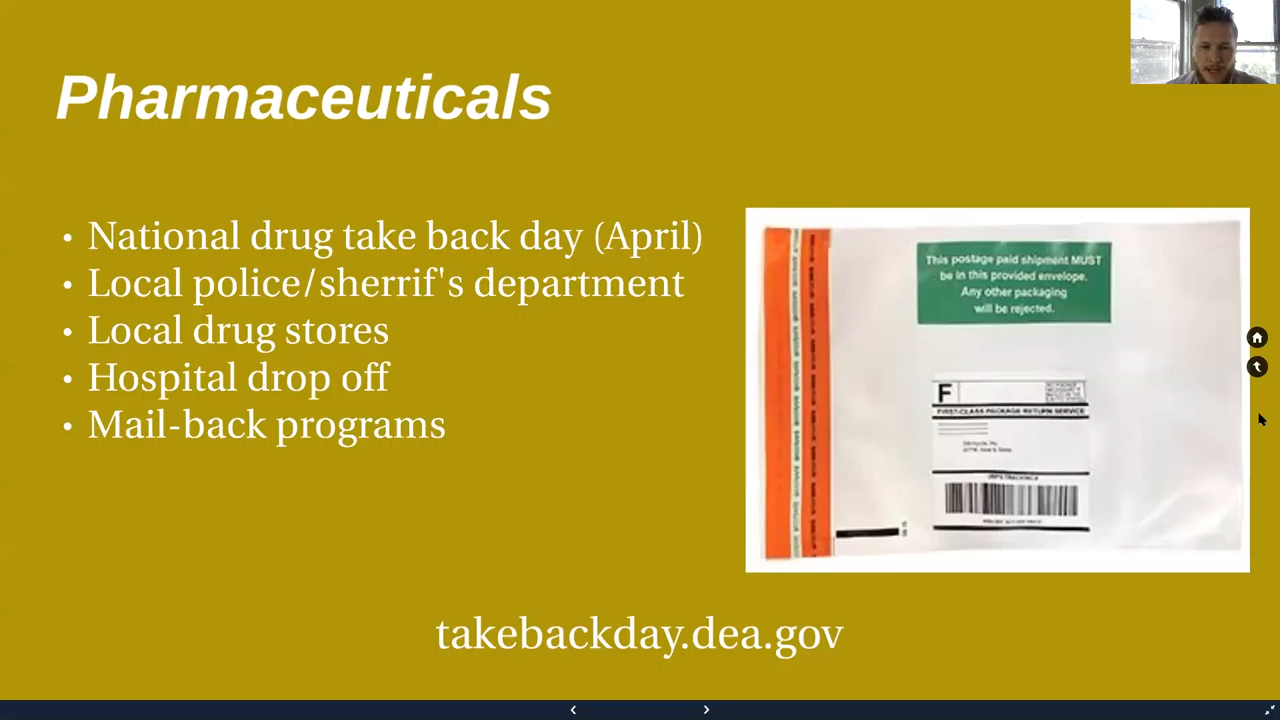 Pharmaceuticals
• National drug take back day (April)
• Local police/sherrif's department
• Local drug stores
• Hospital drop off
• Mail-back programs
This postage paid shipment MUST
be in this provided envelope.
Any other packaging
will be rejected.
F
FIRST-CLASS PACKAGE RETURN SERVICE
takebackday.dea.gov